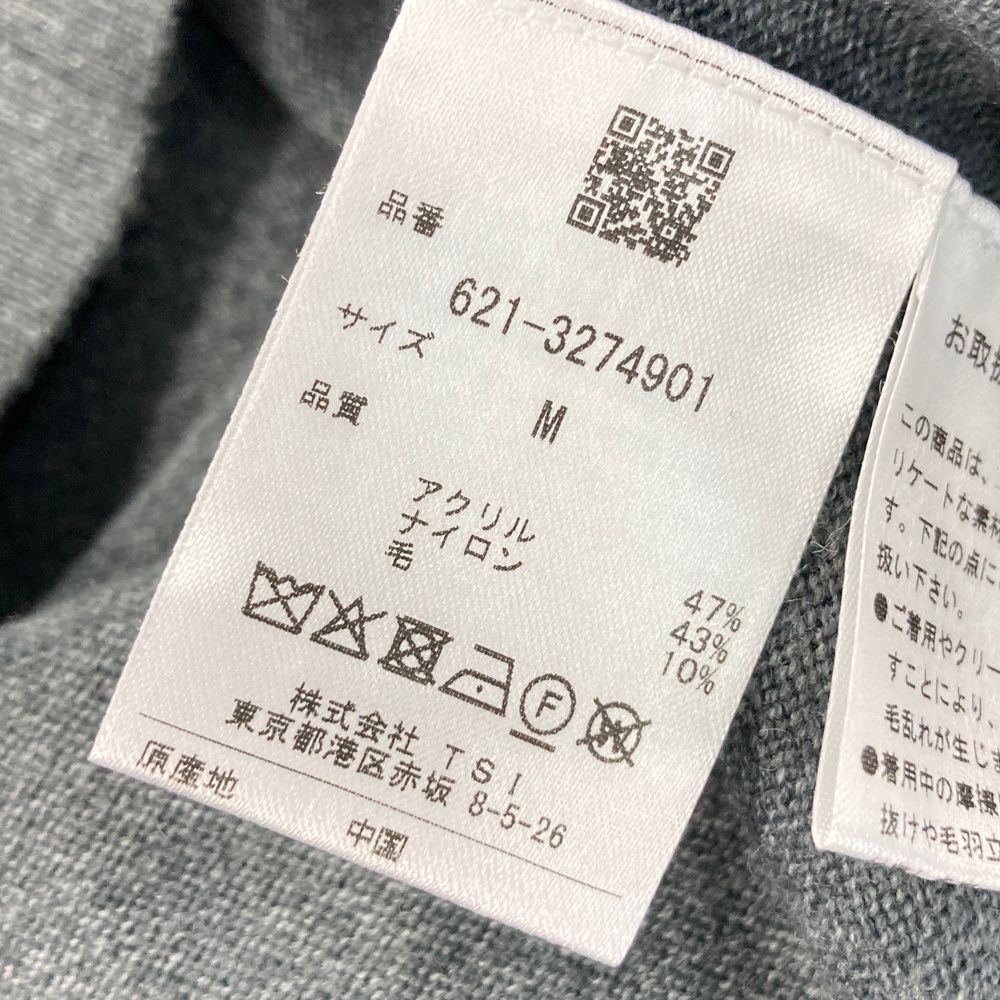 品番
621-3274901
サイズ
M
品質
アクリル 47%
ナイロン 43%
毛 10%
F
W
株式会社 TSI
東京都港区赤坂 8-5-26
原産地
中国
お取扱
この商品は、
リケートな素材
す。下記の点に
扱い下さい。
●ご着用やクリー
すことにより、
毛乱れが生じま
●着用中の摩擦
抜けや毛羽立